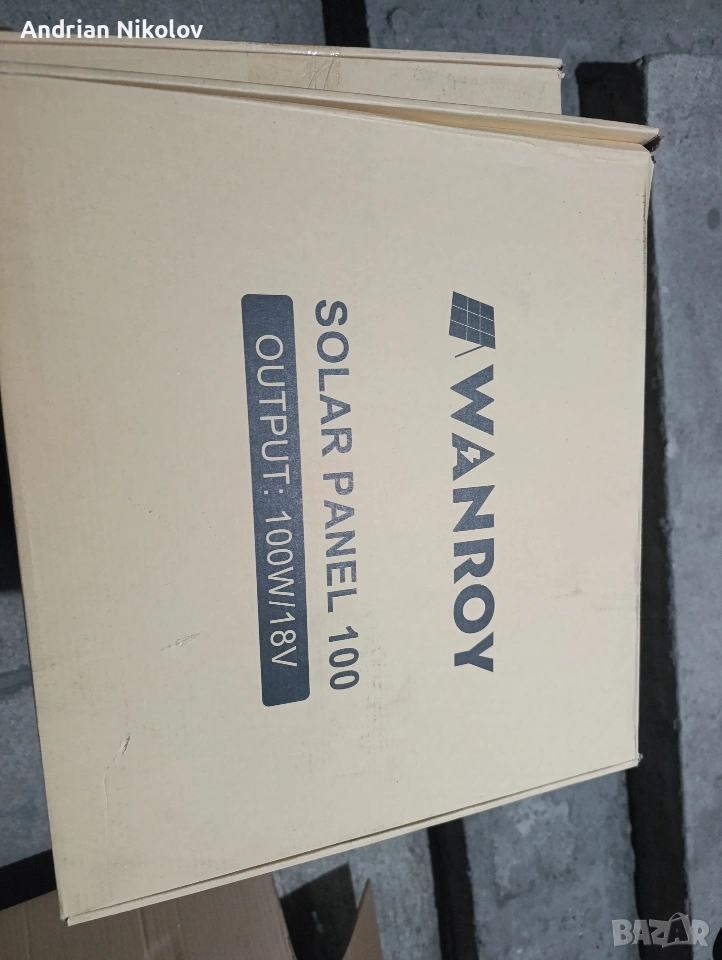 Andrian Nikolov
WANROY
SOLAR PANEL 100
OUTPUT: 100W/18V
BAZAR